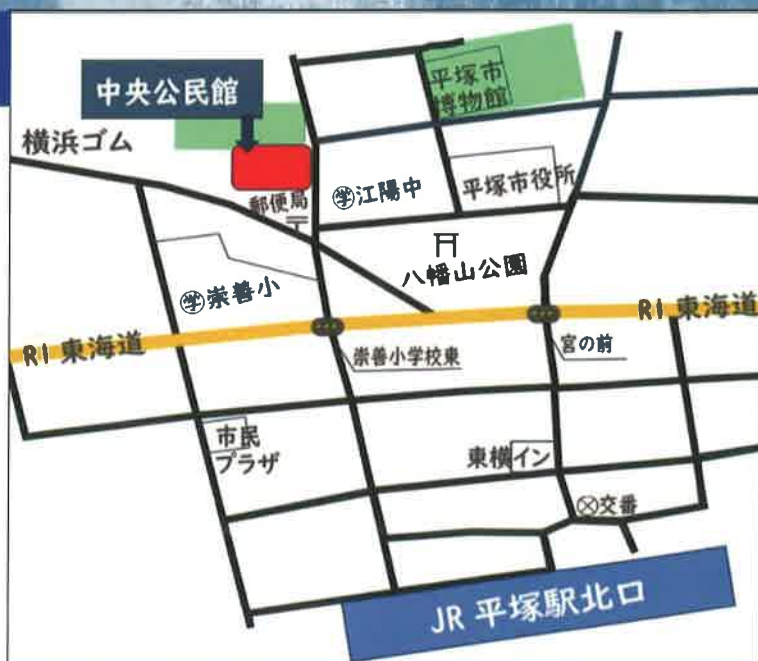 平塚市
博物館
中央公民館
横浜ゴム
㋻江陽中
平塚市役所
郵便局
〒
八幡山公園
学崇善小
R1 東海道
R1 東海道
崇善小学校東
宮の前
市民
プラザ
東横イン
交番
JR 平塚駅北口